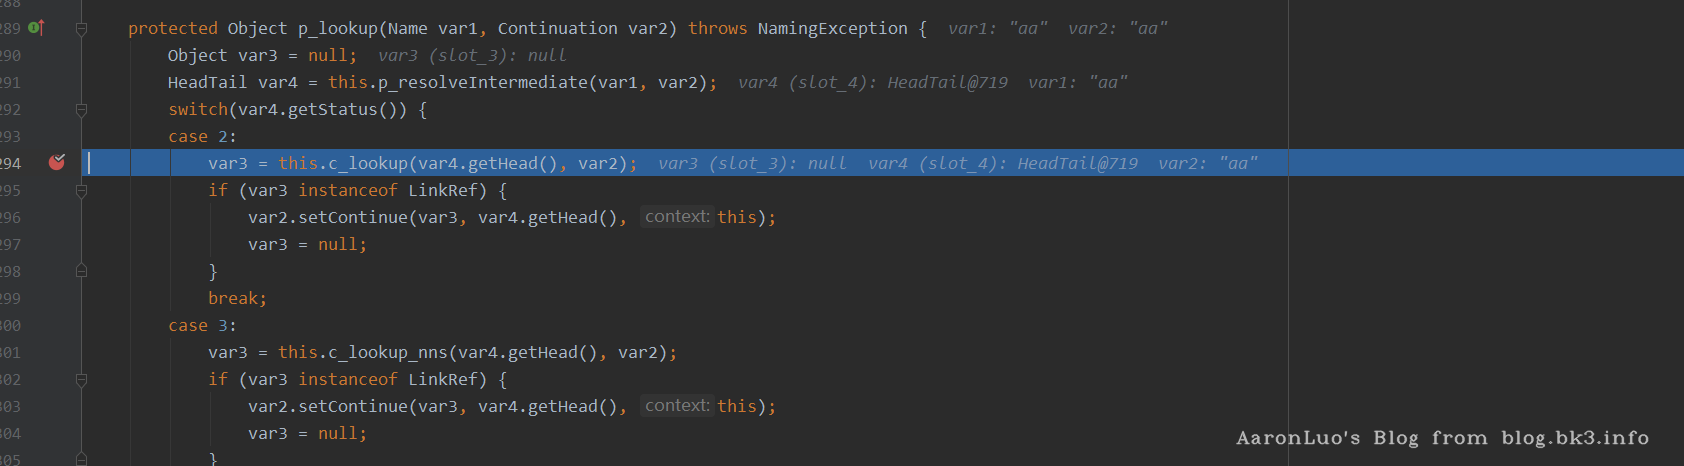 288
289 protected Object p_lookup(Name var1, Continuation var2) throws NamingException { var1: "aa" var2: "aa"
290 Object var3 = null; var3 (slot_3): null
291 HeadTail var4 = this.p_resolveIntermediate(var1, var2); var4 (slot_4): HeadTail@719 var1: "aa"
292 switch(var4.getStatus()) {
293 case 2:
294 var3 = this.c_lookup(var4.getHead(), var2); var3 (slot_3): null var4 (slot_4): HeadTail@719 var2: "aa"
295 if (var3 instanceof LinkRef) {
296 var2.setContinue(var3, var4.getHead(), context: this);
297 var3 = null;
298 }
299 break;
300 case 3:
301 var3 = this.c_lookup_nns(var4.getHead(), var2);
302 if (var3 instanceof LinkRef) {
303 var2.setContinue(var3, var4.getHead(), context: this);
304 var3 = null;
305 }
AaronLuo's Blog from blog.bk3.info